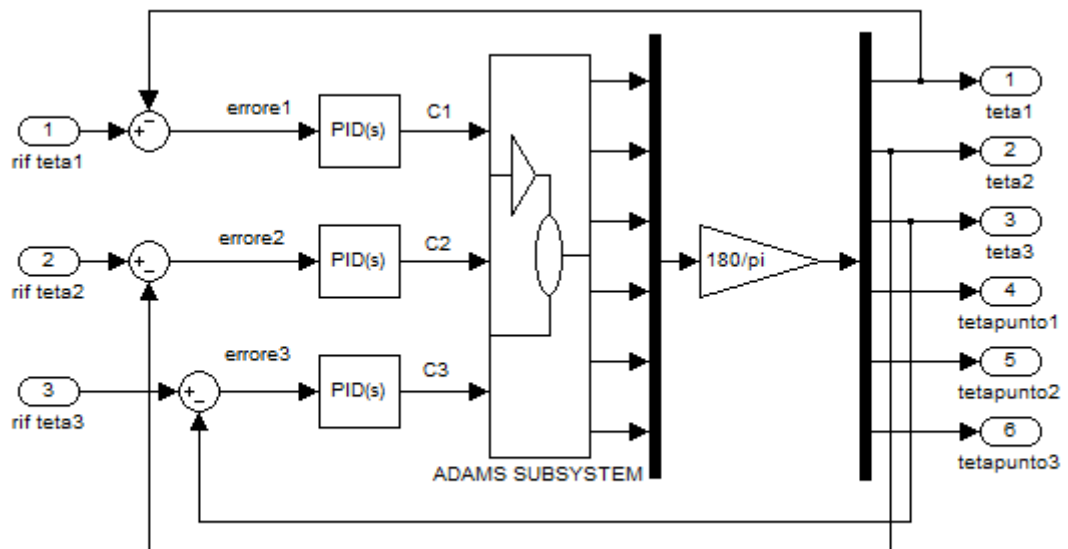 1
rif teta1
+
−
errore1
PID(s)
C1
2
rif teta2
+
−
errore2
PID(s)
C2
3
rif teta3
+
−
errore3
PID(s)
C3
ADAMS SUBSYSTEM
180/pi
1
teta1
2
teta2
3
teta3
4
tetapunto1
5
tetapunto2
6
tetapunto3